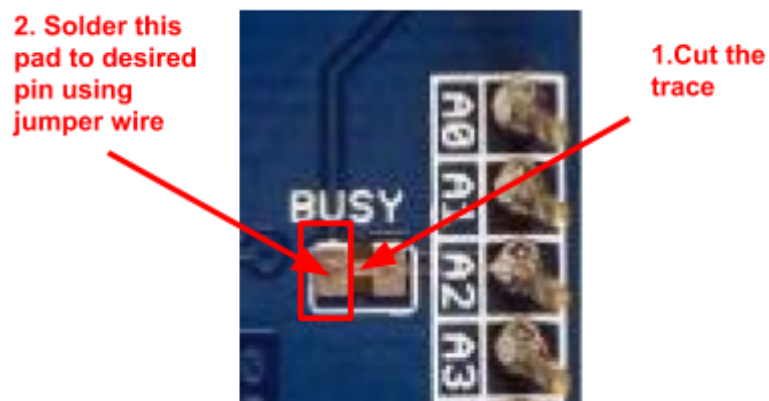 2. Solder this
pad to desired
pin using
jumper wire
1.Cut the
trace
BUSY
A0
A1
A2
A3